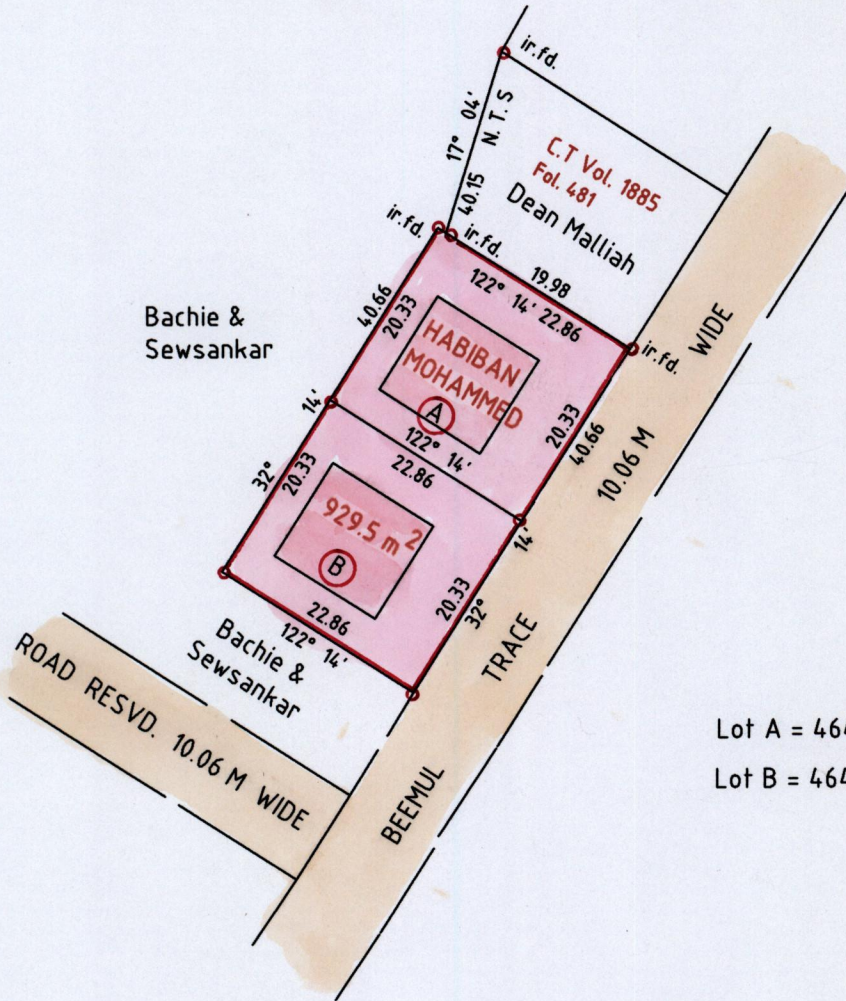 ir.fd.
17° 04'
N. T. S
40.15
C.T Vol. 1885
Fol. 481
Dean Malliah
ir.fd.
ir.fd.
19.98
122° 14' 22.86
ir.fd.
Bachie &
Sewsankar
40.66
20.33
HABIBAN
MOHAMMED
A
122° 14'
22.86
20.33
40.66
14'
32°
20.33
929.5 m²
B
14'
20.33
32°
22.86
122° 14'
Bachie &
Sewsankar
ROAD RESVD. 10.06 M WIDE
BEEMUL TRACE 10.06 M WIDE
Lot A = 464
Lot B = 464